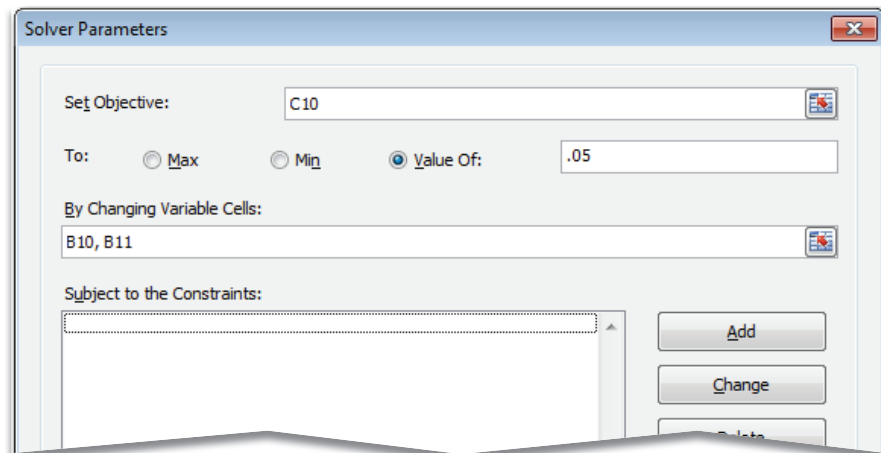 Solver Parameters
Set Objective: C10
To: Max Min Value Of: .05
By Changing Variable Cells:
B10, B11
Subject to the Constraints:
Add
Change